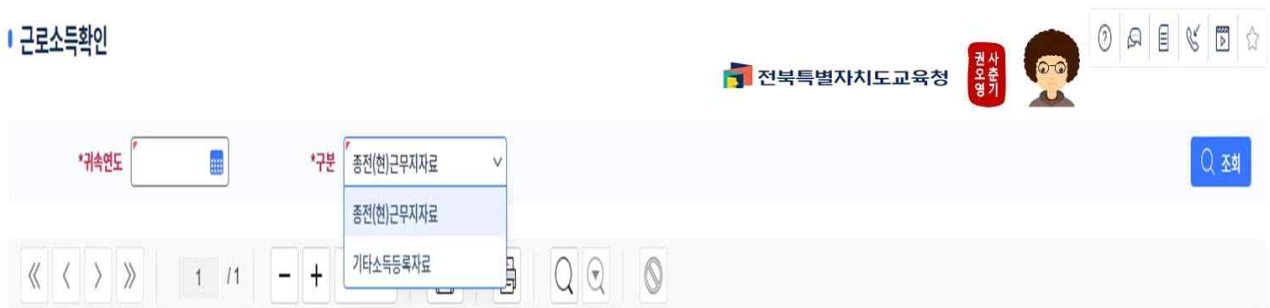 근로소득확인
전북특별자치도교육청
권오영
사춘기
*귀속연도
*구분 종전(현)근무지자료
조회
종전(현)근무지자료
기타소득등록자료
1 /1